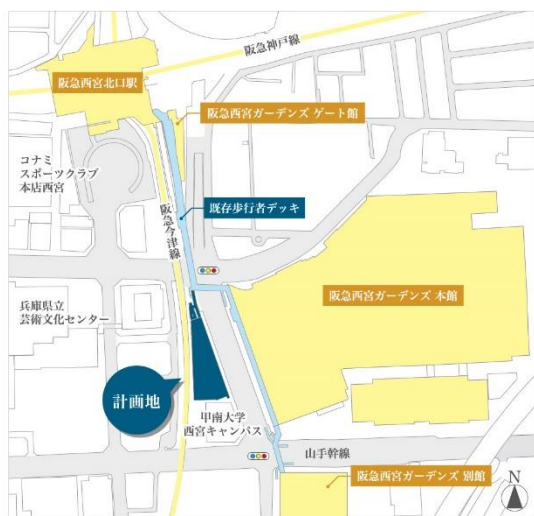 阪急神戸線
阪急西宮北口駅
阪急西宮ガーデンズ ゲート館
コナミ
スポーツクラブ
本店西宮
既存歩行者デッキ
阪急今津線
阪急西宮ガーデンズ 本館
兵庫県立
芸術文化センター
計画地
甲南大学
西宮キャンパス
山手幹線
阪急西宮ガーデンズ 別館
N